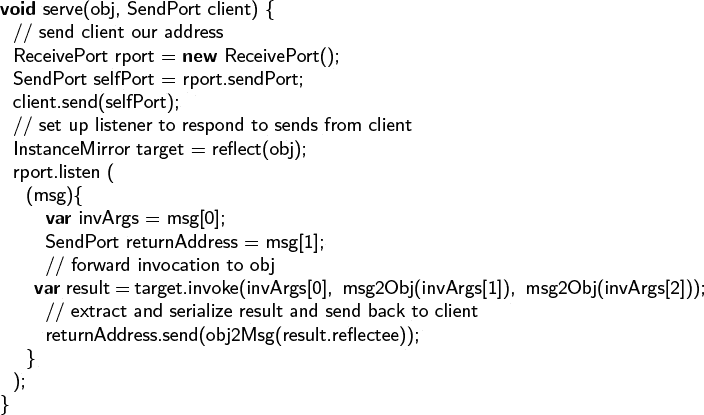 void serve(obj, SendPort client) {
// send client our address
ReceivePort rport = new ReceivePort();
SendPort selfPort = rport.sendPort;
client.send(selfPort);
// set up listener to respond to sends from client
InstanceMirror target = reflect(obj);
rport.listen (
(msg){
var invArgs = msg[0];
SendPort returnAddress = msg[1];
// forward invocation to obj
var result = target.invoke(invArgs[0], msg2Obj(invArgs[1]), msg2Obj(invArgs[2]));
// extract and serialize result and send back to client
returnAddress.send(obj2Msg(result.reflectee));
}
);
}